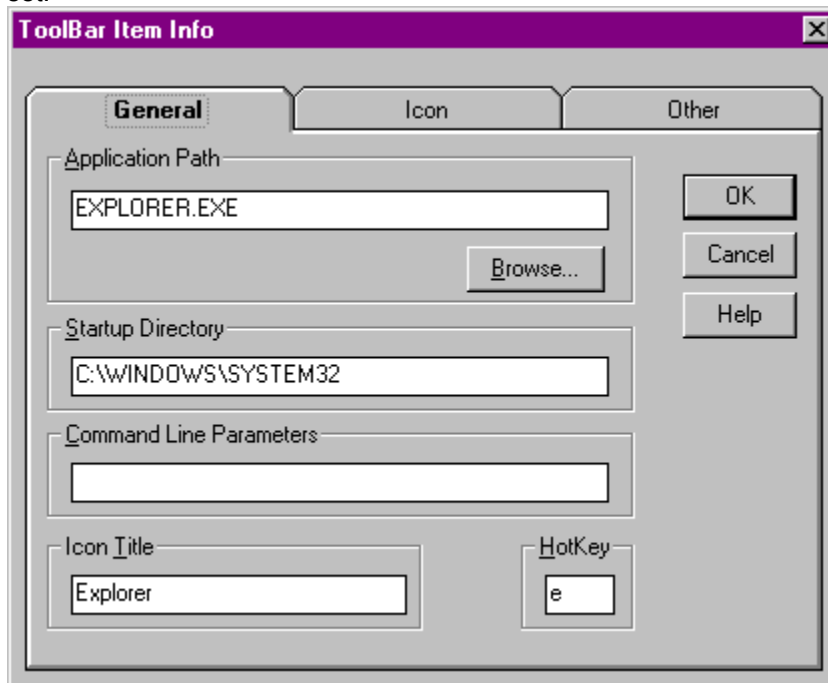 ToolBar Item Info
General Icon Other
Application Path
EXPLORER.EXE
OK
Browse...
Cancel
Startup Directory
Help
C:\WINDOWS\SYSTEM32
Command Line Parameters
Icon Title HotKey
Explorer e